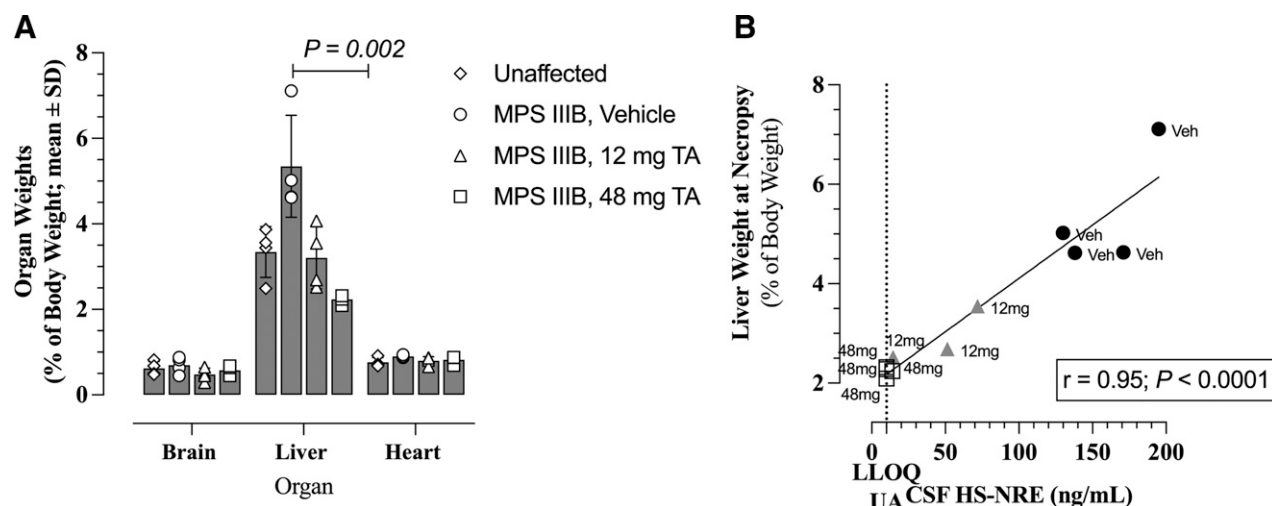 A
Organ Weights
(% of Body Weight; mean ± SD)
8
6
4
2
0
P = 0.002
Unaffected
MPS IIIB, Vehicle
MPS IIIB, 12 mg TA
MPS IIIB, 48 mg TA
Brain
Liver
Heart
Organ
B
Liver Weight at Necropsy
(% of Body Weight)
8
6
4
2
Veh
Veh
Veh
Veh
12mg
12mg
12mg
48mg
48mg
48mg
48mg
r = 0.95; P < 0.0001
0
50
100
150
200
LLOQ
UA
CSF HS-NRE (ng/mL)